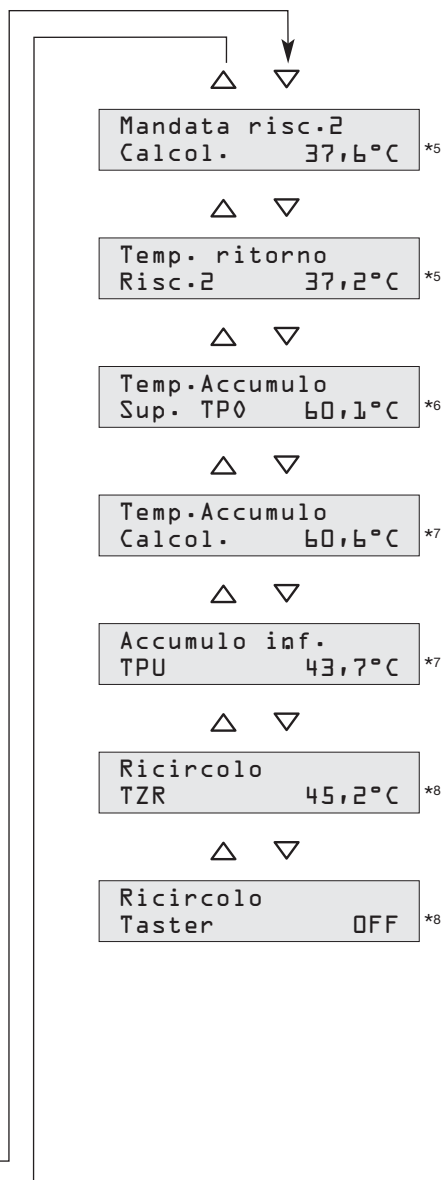 Mandata risc.2
Calcol. 37,6°C *5
Temp. ritorno
Risc.2 37,2°C *5
Temp.Accumulo
Sup. TPO 60,1°C *6
Temp.Accumulo
Calcol. 60,6°C *7
Accumulo inf.
TPU 43,7°C *7
Ricircolo
TZR 45,2°C *8
Ricircolo
Taster OFF *8